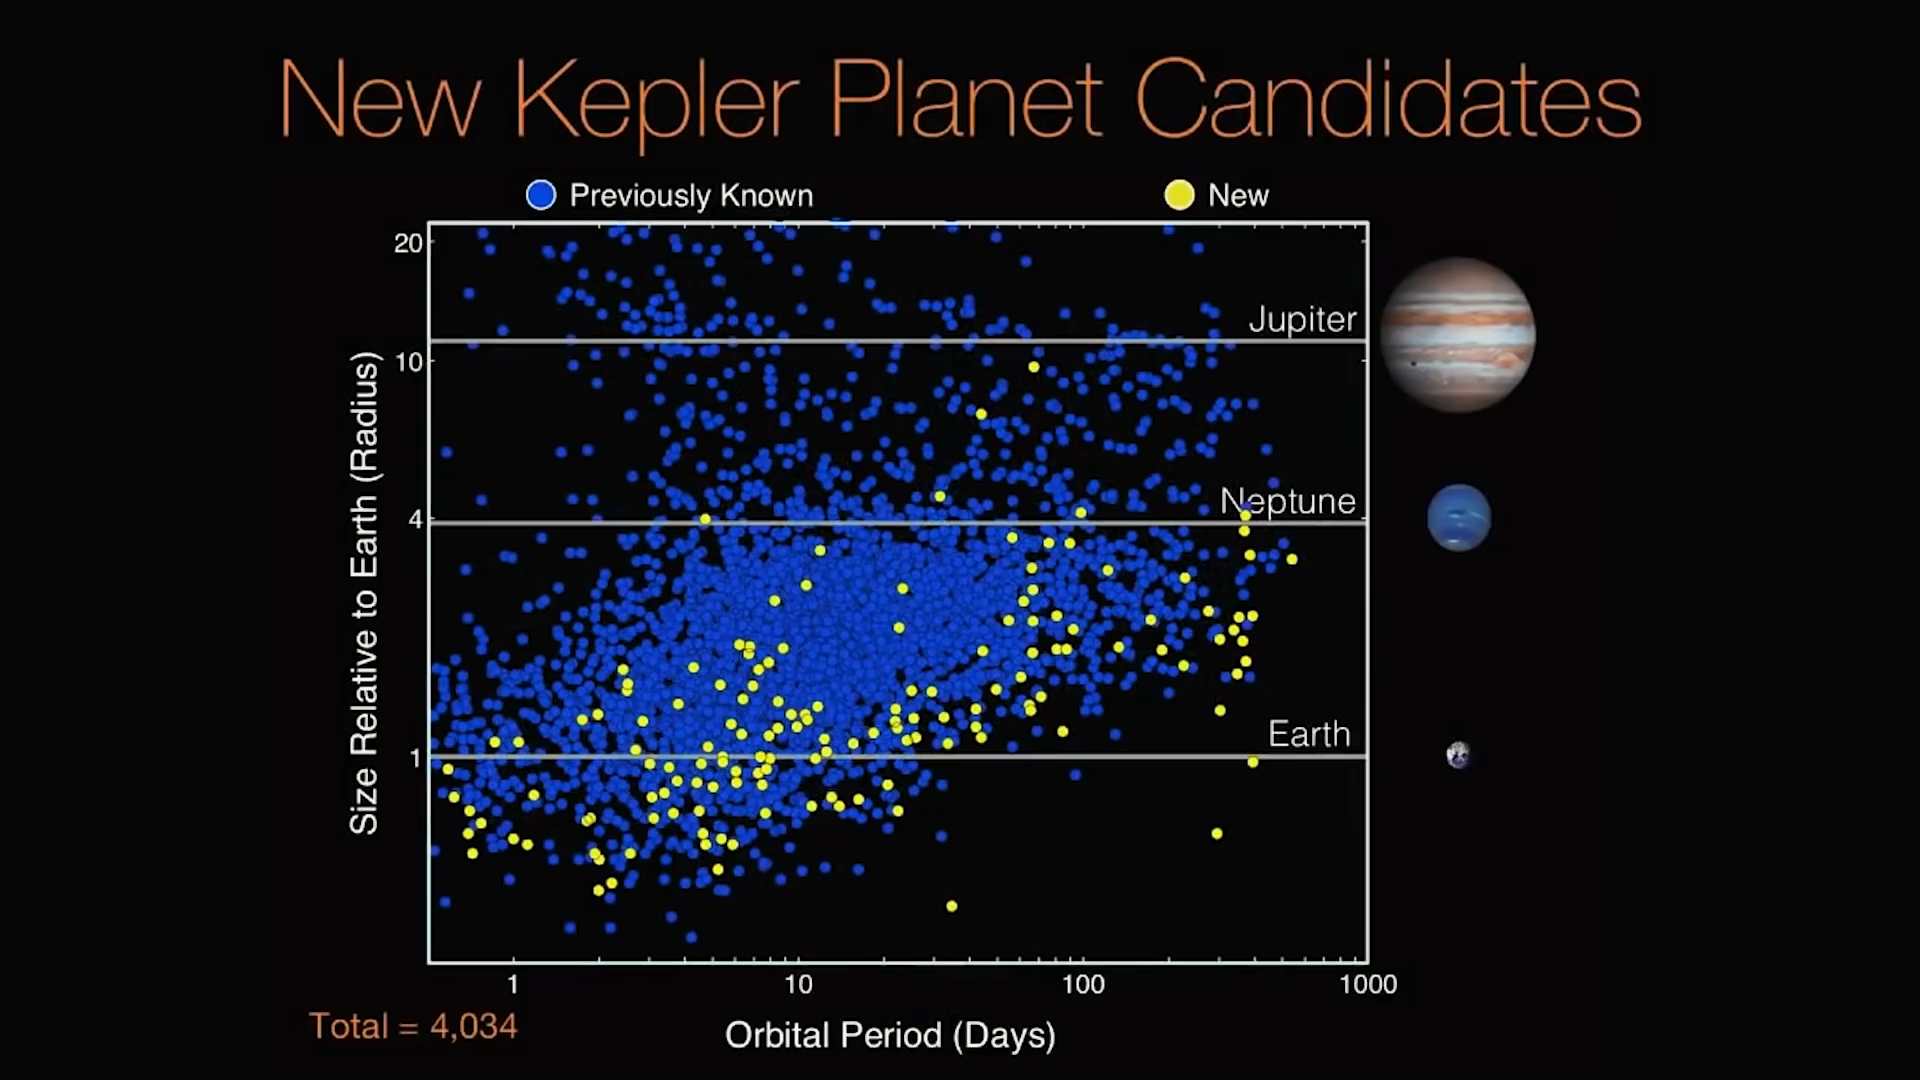 New Kepler Planet Candidates
Previously Known
New
20
10
4
1
Size Relative to Earth (Radius)
Jupiter
Neptune
Earth
1
10
100
1000
Orbital Period (Days)
Total = 4,034